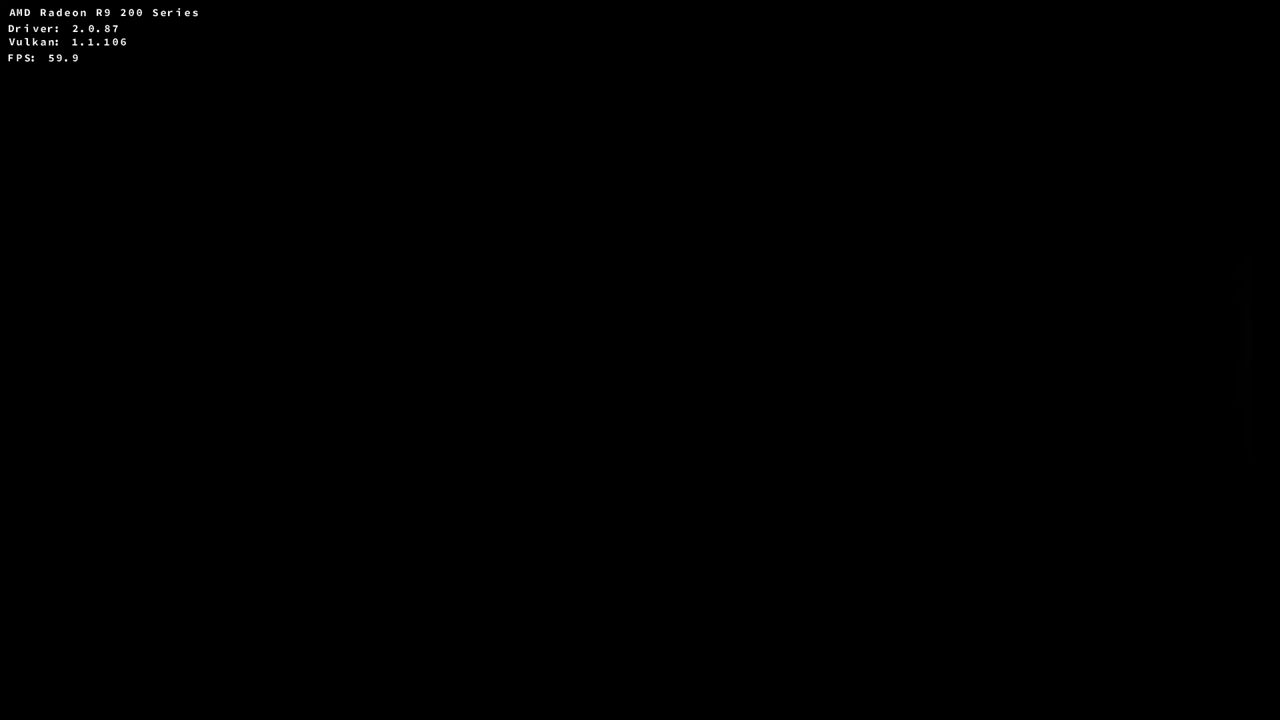 AMD Radeon R9 200 Series
Driver: 2.0.87
Vulkan: 1.1.106
FPS: 59.9